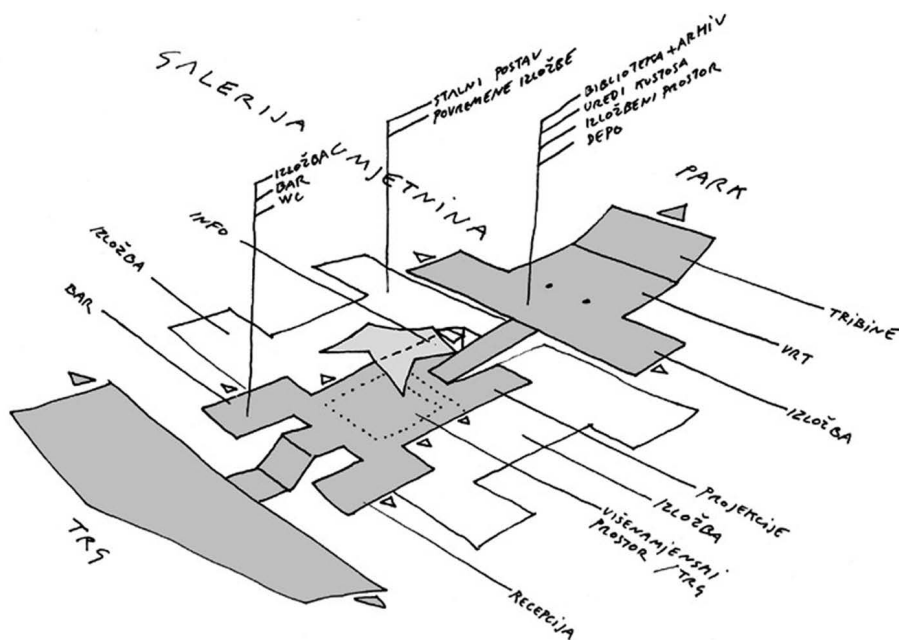 GALERIJA
UMJETNINA
STALNI POSTAV
POVREMENE IZLOŽBE
BIBLIOTEKA + ARHIV
UREDI KUSTOSA
IZLOŽBENI PROSTOR
DEPO
PARK
IZLOŽBA
BAR
WC
INFO
IZLOŽBA
BAR
TRIBINE
VRT
IZLOŽBA
PROJEKCIJE
IZLOŽBA
VIŠENAMJENSKI
PROSTOR / TRG
RECEPCIJA
TRG